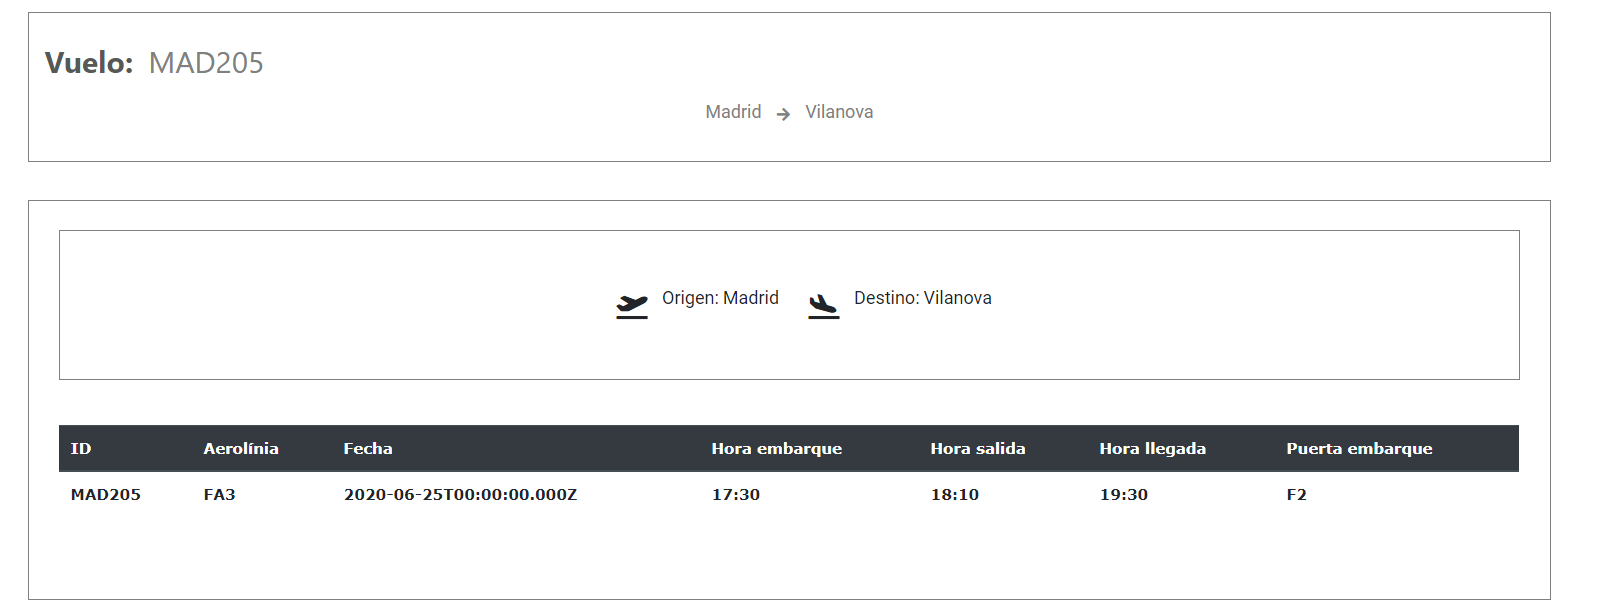 Vuelo: MAD205
Madrid → Vilanova
Origen: Madrid Destino: Vilanova
ID Aerolínia Fecha Hora embarque Hora salida Hora llegada Puerta embarque
MAD205 FA3 2020-06-25T00:00:00.000Z 17:30 18:10 19:30 F2